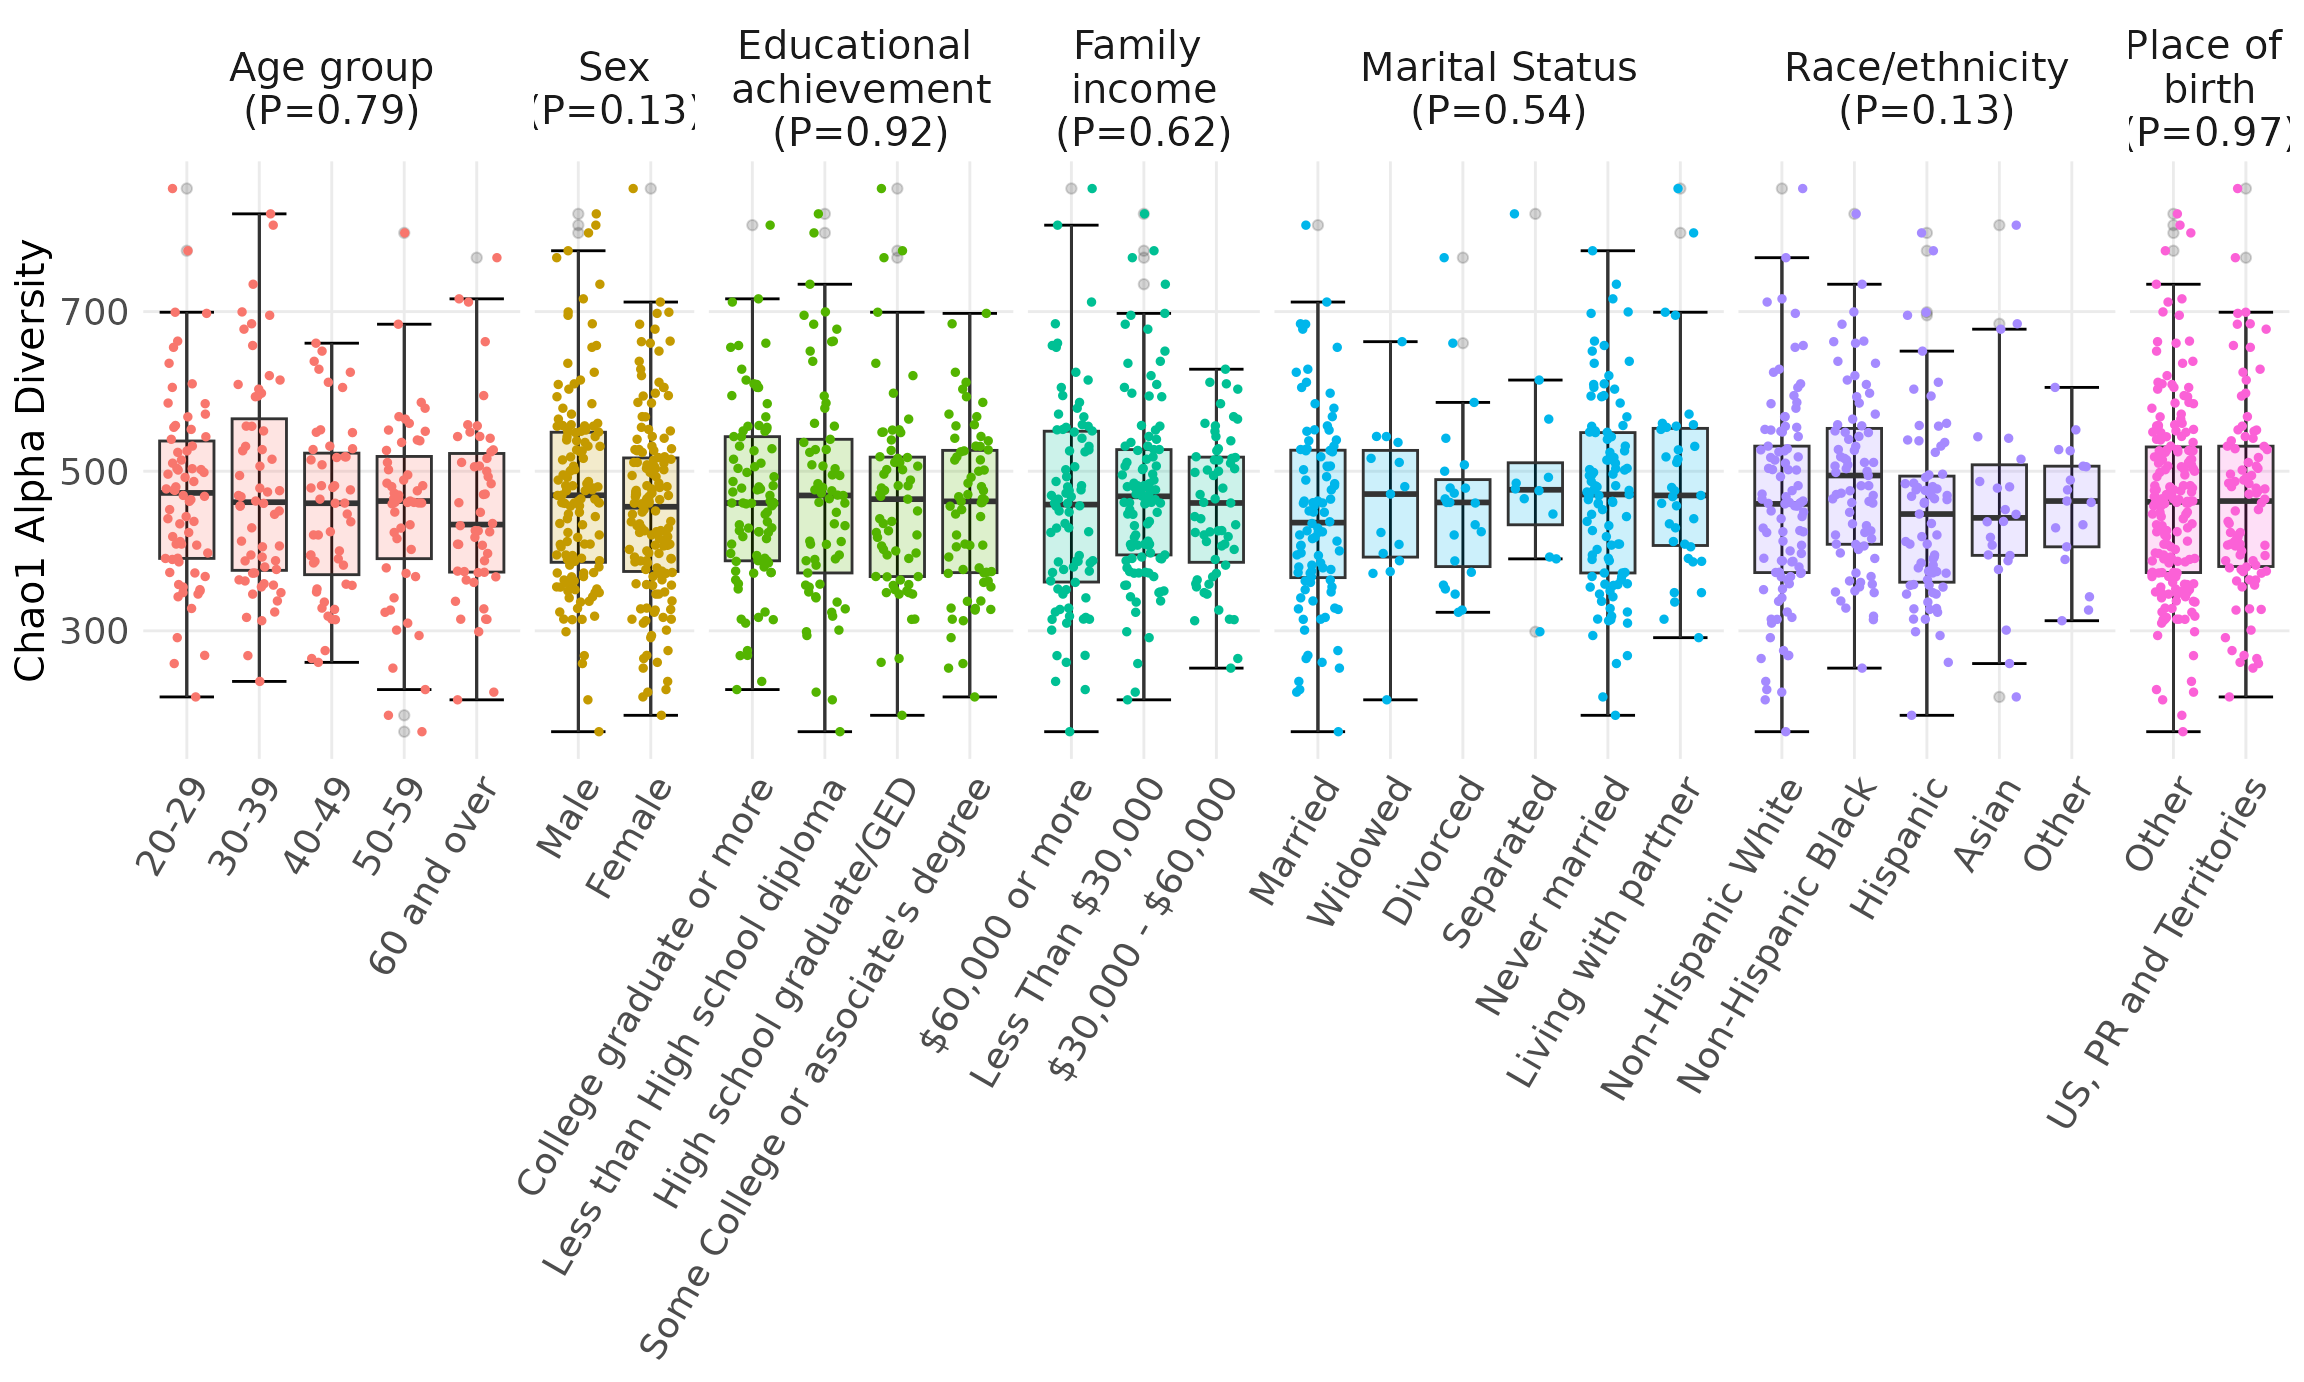 Age group
(P=0.79)
Sex
(P=0.13)
Educational
achievement
(P=0.92)
Family
income
(P=0.62)
Marital Status
(P=0.54)
Race/ethnicity
(P=0.13)
Place of
birth
(P=0.97)
Chao1 Alpha Diversity
700
500
300
20-29
30-39
40-49
50-59
60 and over
Male
Female
College graduate or more
Less than High school diploma
High school graduate/GED
Some College or associate's degree
$60,000 or more
Less Than $30,000
$30,000 - $60,000
Married
Widowed
Divorced
Separated
Never married
Living with partner
Non-Hispanic White
Non-Hispanic Black
Hispanic
Asian
Other
Other
US, PR and Territories